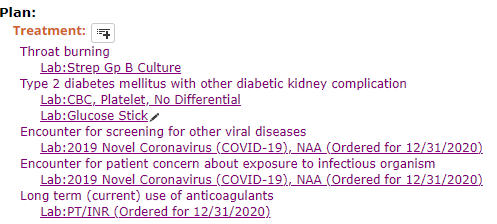 Plan:
Treatment:
Throat burning
Lab:Strep Gp B Culture
Type 2 diabetes mellitus with other diabetic kidney complication
Lab:CBC, Platelet, No Differential
Lab:Glucose Stick
Encounter for screening for other viral diseases
Lab:2019 Novel Coronavirus (COVID-19), NAA (Ordered for 12/31/2020)
Encounter for patient concern about exposure to infectious organism
Lab:2019 Novel Coronavirus (COVID-19), NAA (Ordered for 12/31/2020)
Long term (current) use of anticoagulants
Lab:PT/INR (Ordered for 12/31/2020)